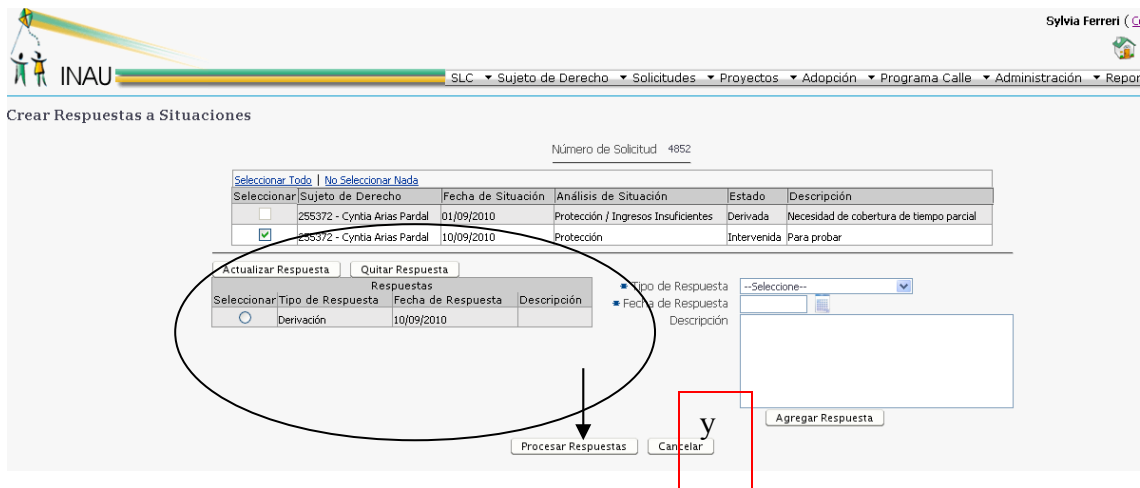 Sylvia Ferreri (
INAU
SLC Sujeto de Derecho Solicitudes Proyectos Adopción Programa Calle Administración Repor
Crear Respuestas a Situaciones
Número de Solicitud 4852
Seleccionar Todo | No Seleccionar Nada
Seleccionar Sujeto de Derecho Fecha de Situación Análisis de Situación Estado Descripción
255372 - Cyntia Arias Pardal 01/09/2010 Protección / Ingresos Insuficientes Derivada Necesidad de cobertura de tiempo parcial
255372 - Cyntia Arias Pardal 10/09/2010 Protección Intervenida Para probar
Actualizar Respuesta Quitar Respuesta
Respuestas
Seleccionar Tipo de Respuesta Fecha de Respuesta Descripción
Derivación 10/09/2010
Tipo de Respuesta --Seleccione--
Fecha de Respuesta
Descripción
Agregar Respuesta
y
Procesar Respuestas Cancelar